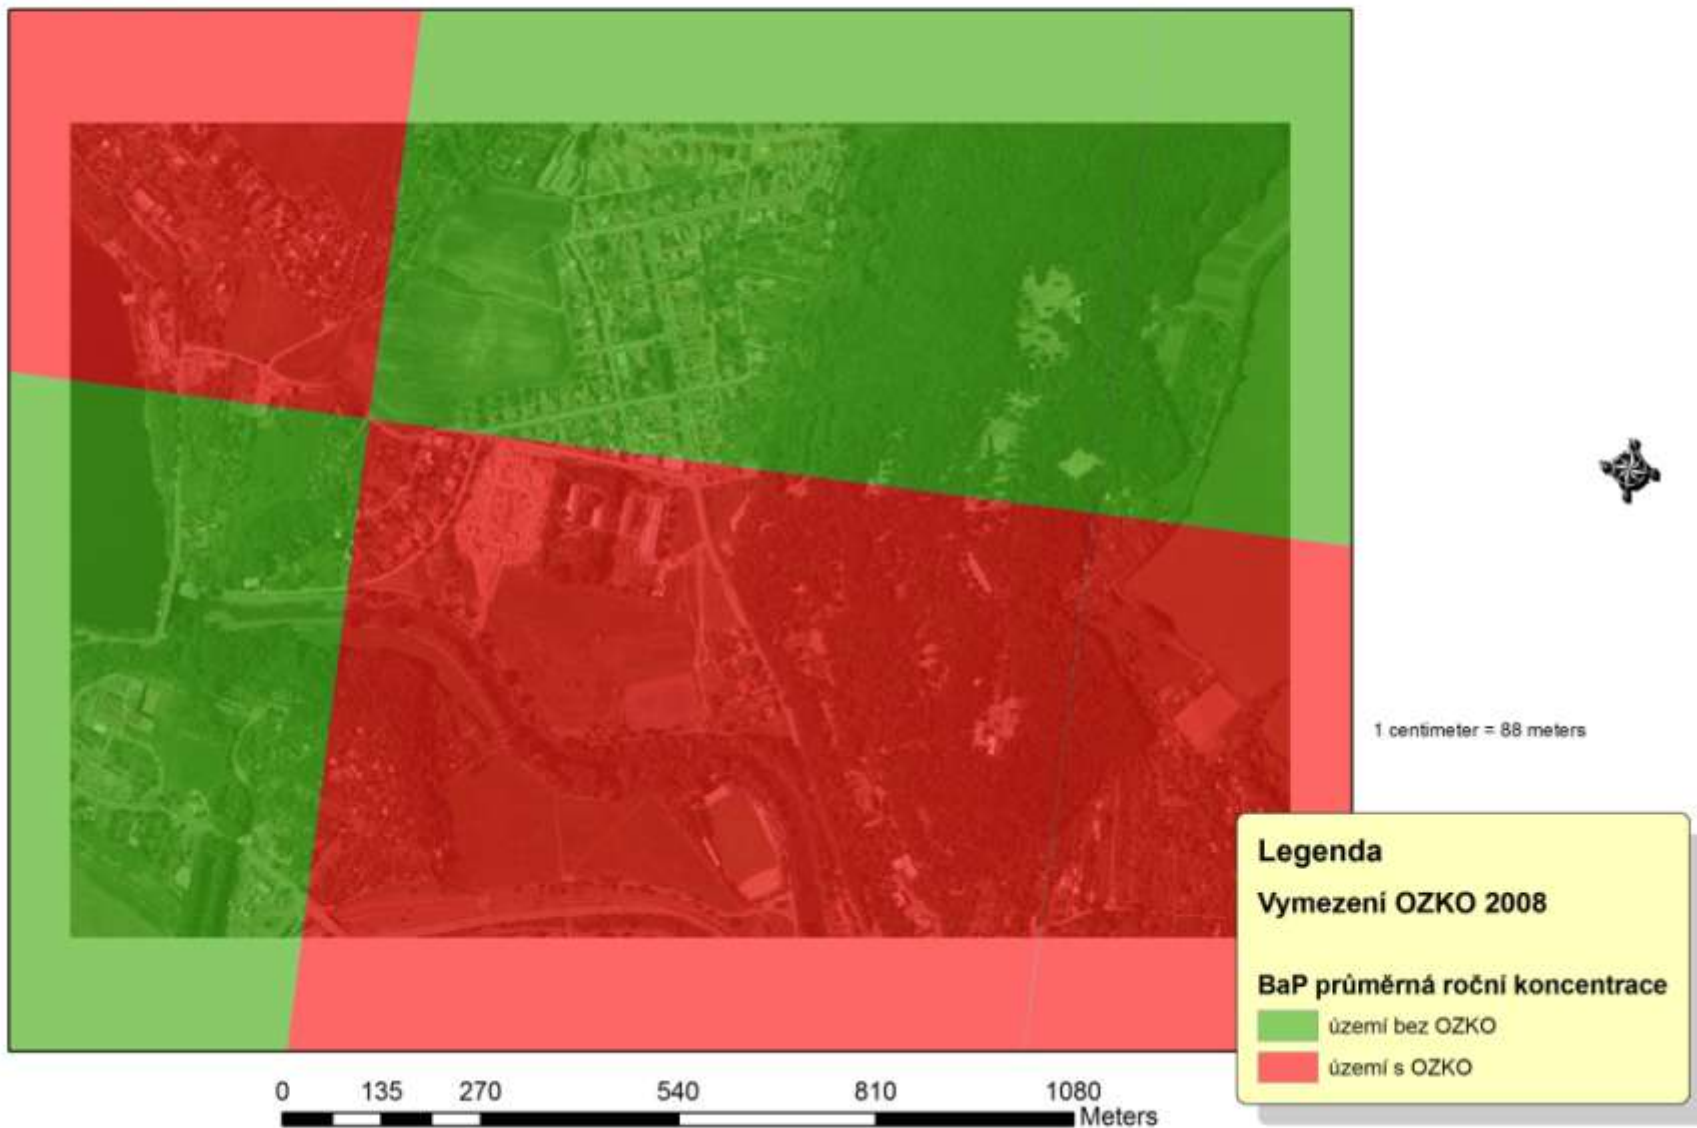 1 centimeter = 88 meters
Legenda
Vymezení OZKO 2008
BaP průměrná roční koncentrace
území bez OZKO
území s OZKO
0 135 270 540 810 1080
Meters